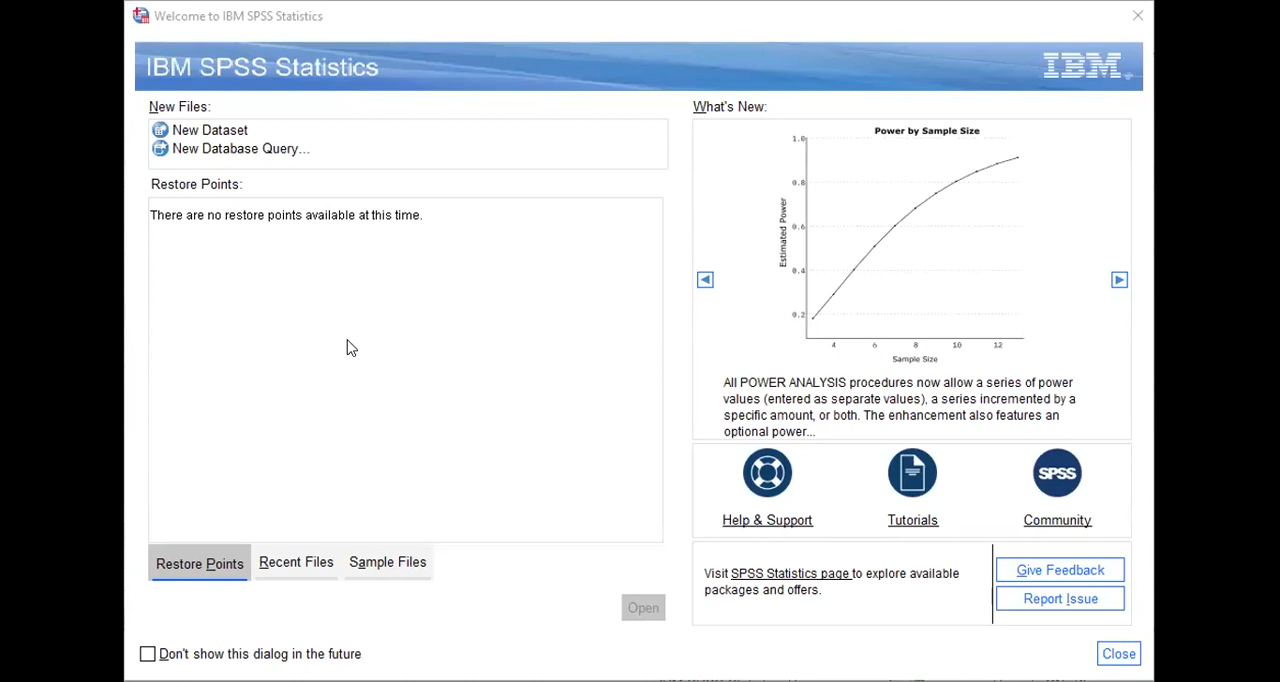 Welcome to IBM SPSS Statistics
IBM SPSS Statistics
IBM
New Files:
New Dataset
New Database Query...
Restore Points:
There are no restore points available at this time.
Restore Points
Recent Files
Sample Files
Open
Don't show this dialog in the future
What's New:
Power by Sample Size
1.0
0.8
0.6
0.4
0.2
Estimated Power
4 6 8 10 12
Sample Size
All POWER ANALYSIS procedures now allow a series of power
values (entered as separate values), a series incremented by a
specific amount, or both. The enhancement also features an
optional power...
SPSS
Help & Support
Tutorials
Community
Visit SPSS Statistics page to explore available
packages and offers.
Give Feedback
Report Issue
Close